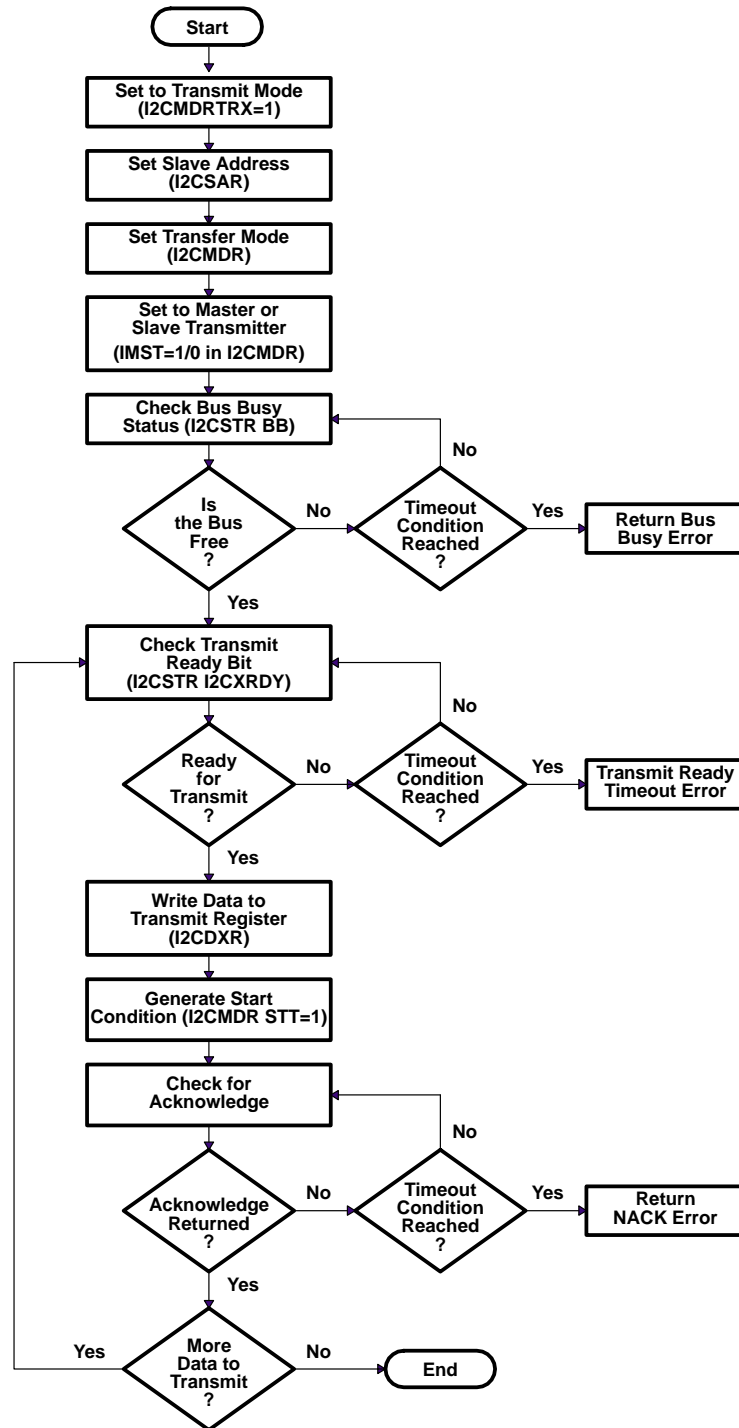 Start
Set to Transmit Mode
(I2CMDRTRX=1)
Set Slave Address
(I2CSAR)
Set Transfer Mode
(I2CMDR)
Set to Master or
Slave Transmitter
(IMST=1/0 in I2CMDR)
Check Bus Busy
Status (I2CSTR BB)
No
Is
the Bus
Free
?
No
Timeout
Condition
Reached
?
Yes
Return Bus
Busy Error
Yes
Check Transmit
Ready Bit
(I2CSTR I2CXRDY)
No
Ready
for
Transmit
?
No
Timeout
Condition
Reached
?
Yes
Transmit Ready
Timeout Error
Yes
Write Data to
Transmit Register
(I2CDXR)
Generate Start
Condition (I2CMDR STT=1)
Check for
Acknowledge
No
Acknowledge
Returned
?
No
Timeout
Condition
Reached
?
Yes
Return
NACK Error
Yes
Yes
More
Data to
Transmit
?
No
End